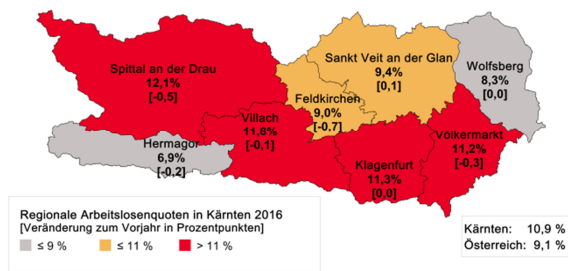 Spittal an der Drau
12,1%
[-0,5]
Sankt Veit an der Glan
9,4%
[0,1]
Wolfsberg
8,3%
[0,0]
Feldkirchen
9,0%
[-0,7]
Villach
11,8%
[-0,1]
Hermagor
6,9%
[-0,2]
Klagenfurt
11,3%
[0,0]
Völkermarkt
11,2%
[-0,3]
Regionale Arbeitslosenquoten in Kärnten 2016
[Veränderung zum Vorjahr in Prozentpunkten]
≤ 9 % ≤ 11 % > 11 %
Kärnten: 10,9 %
Österreich: 9,1 %